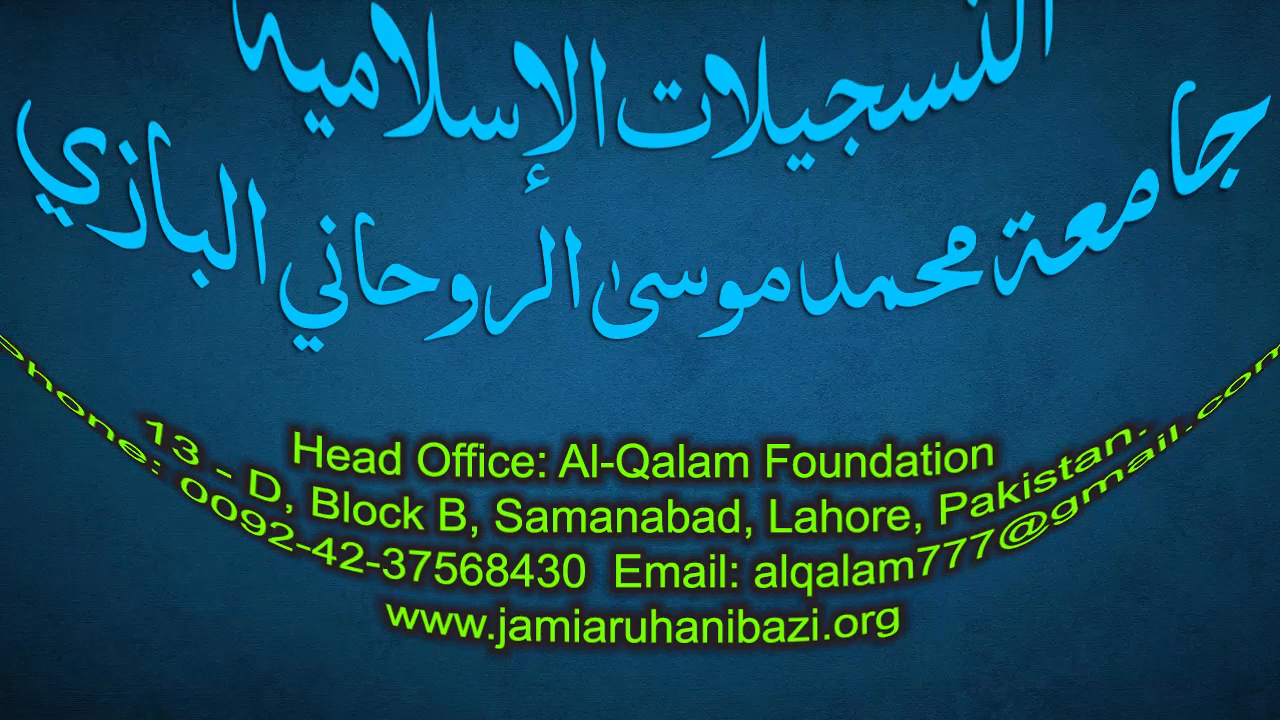 التسجيلات الإسلامية
جامعة محمد موسىٰ الروحاني البازي
Head Office: Al-Qalam Foundation
13 - D, Block B, Samanabad, Lahore, Pakistan.
Phone: 0092-42-37568430 Email: alqalam777@gmail.com
www.jamiaruhanibazi.org